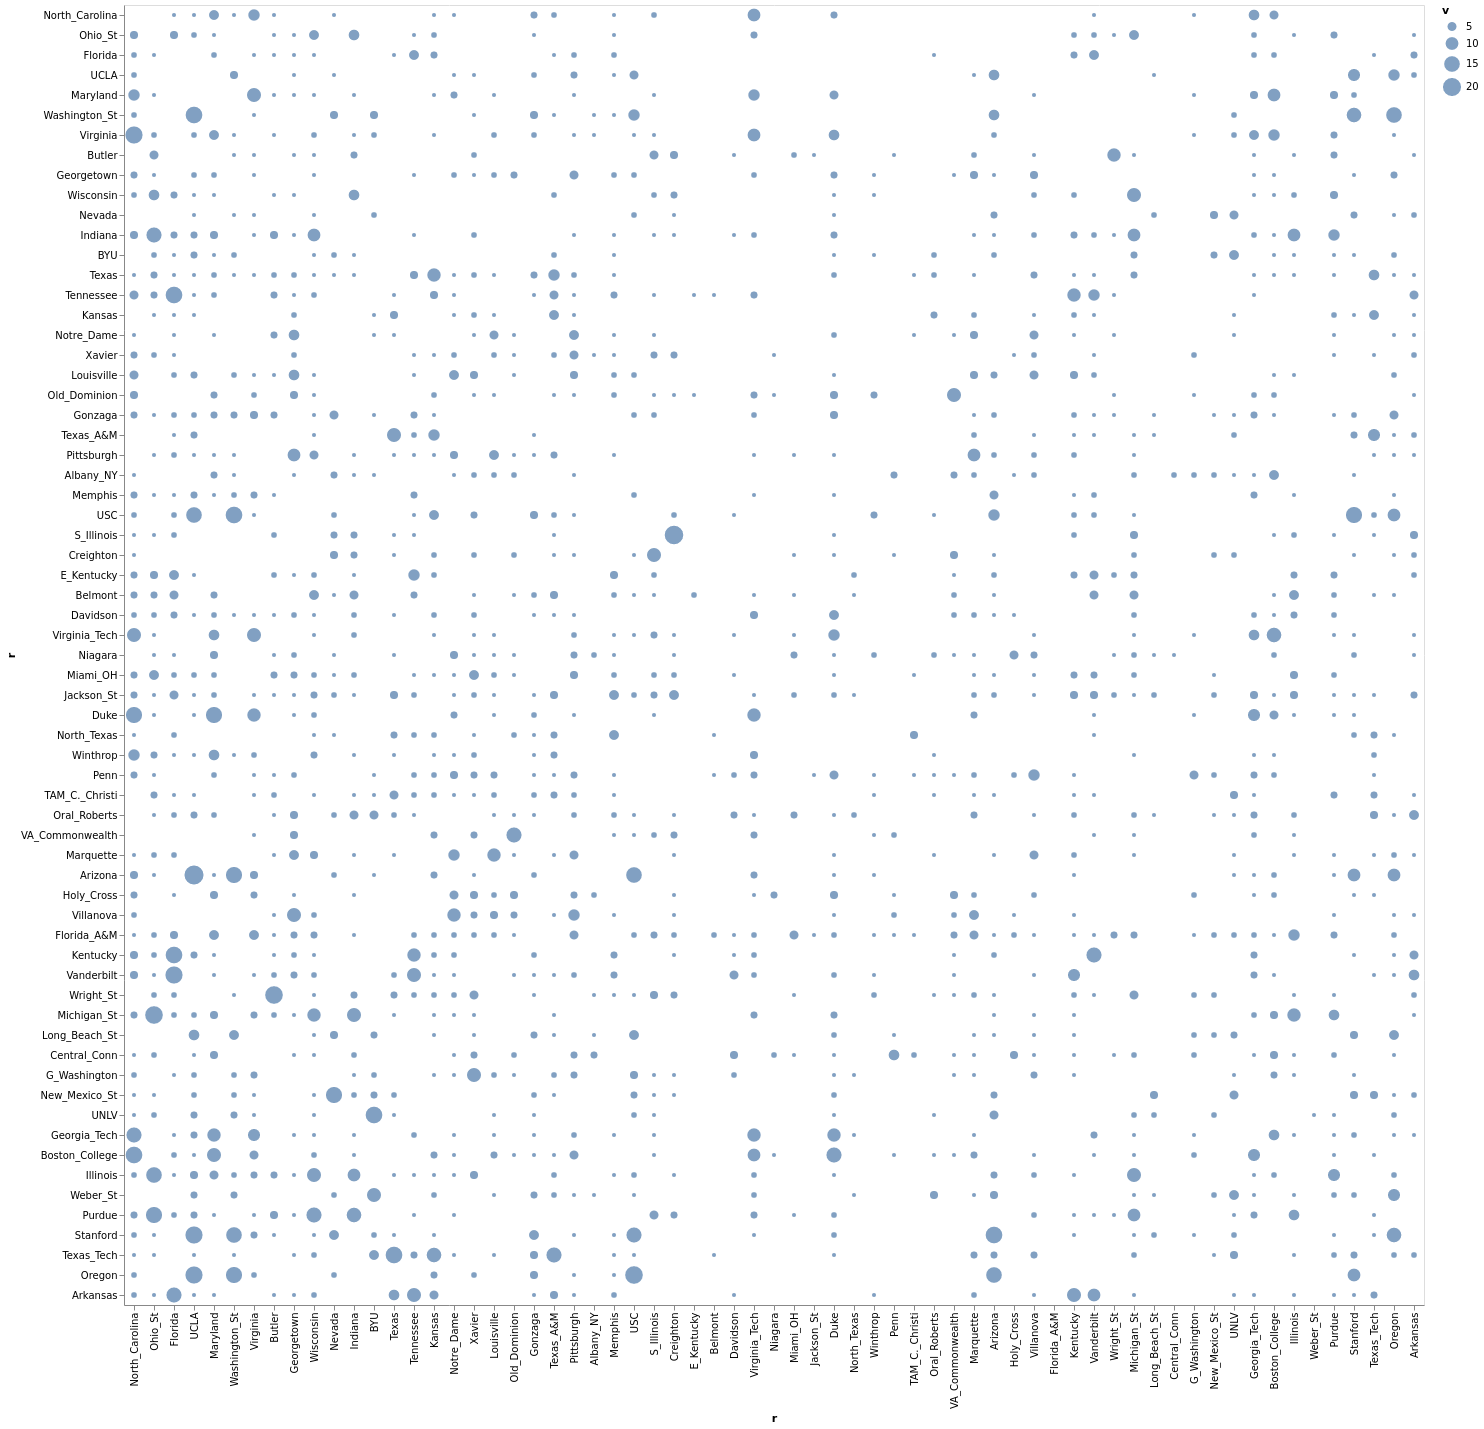 North_Carolina
Ohio_St
Florida
UCLA
Maryland
Washington_St
Virginia
Butler
Georgetown
Wisconsin
Nevada
Indiana
BYU
Texas
Tennessee
Kansas
Notre_Dame
Xavier
Louisville
Old_Dominion
Gonzaga
Texas_A&M
Pittsburgh
Albany_NY
Memphis
USC
S_Illinois
Creighton
E_Kentucky
Belmont
Davidson
Virginia_Tech
Niagara
Miami_OH
Jackson_St
Duke
North_Texas
Winthrop
Penn
TAM_C._Christi
Oral_Roberts
VA_Commonwealth
Marquette
Arizona
Holy_Cross
Villanova
Florida_A&M
Kentucky
Vanderbilt
Wright_St
Michigan_St
Long_Beach_St
Central_Conn
G_Washington
New_Mexico_St
UNLV
Georgia_Tech
Boston_College
Illinois
Weber_St
Purdue
Stanford
Texas_Tech
Oregon
Arkansas
r
North_Carolina
Ohio_St
Florida
UCLA
Maryland
Washington_St
Virginia
Butler
Georgetown
Wisconsin
Nevada
Indiana
BYU
Texas
Tennessee
Kansas
Notre_Dame
Xavier
Louisville
Old_Dominion
Gonzaga
Texas_A&M
Pittsburgh
Albany_NY
Memphis
USC
S_Illinois
Creighton
E_Kentucky
Belmont
Davidson
Virginia_Tech
Niagara
Miami_OH
Jackson_St
Duke
North_Texas
Winthrop
Penn
TAM_C._Christi
Oral_Roberts
VA_Commonwealth
Marquette
Arizona
Holy_Cross
Villanova
Florida_A&M
Kentucky
Vanderbilt
Wright_St
Michigan_St
Long_Beach_St
Central_Conn
G_Washington
New_Mexico_St
UNLV
Georgia_Tech
Boston_College
Illinois
Weber_St
Purdue
Stanford
Texas_Tech
Oregon
Arkansas
r
v
5
10
15
20